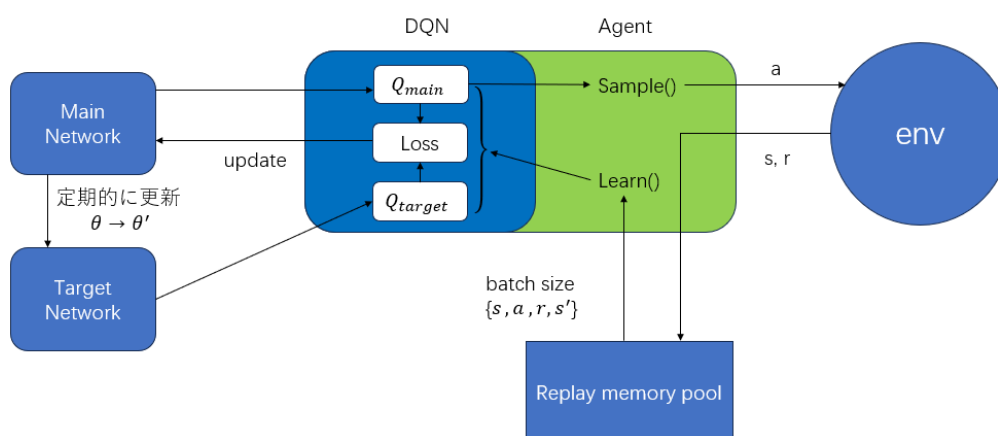 DQN
Agent
Main
Network
Q_main
Loss
Q_target
Sample()
Learn()
a
env
s, r
update
定期的に更新
θ → θ′
Target
Network
batch size
{s, a, r, s′}
Replay memory pool